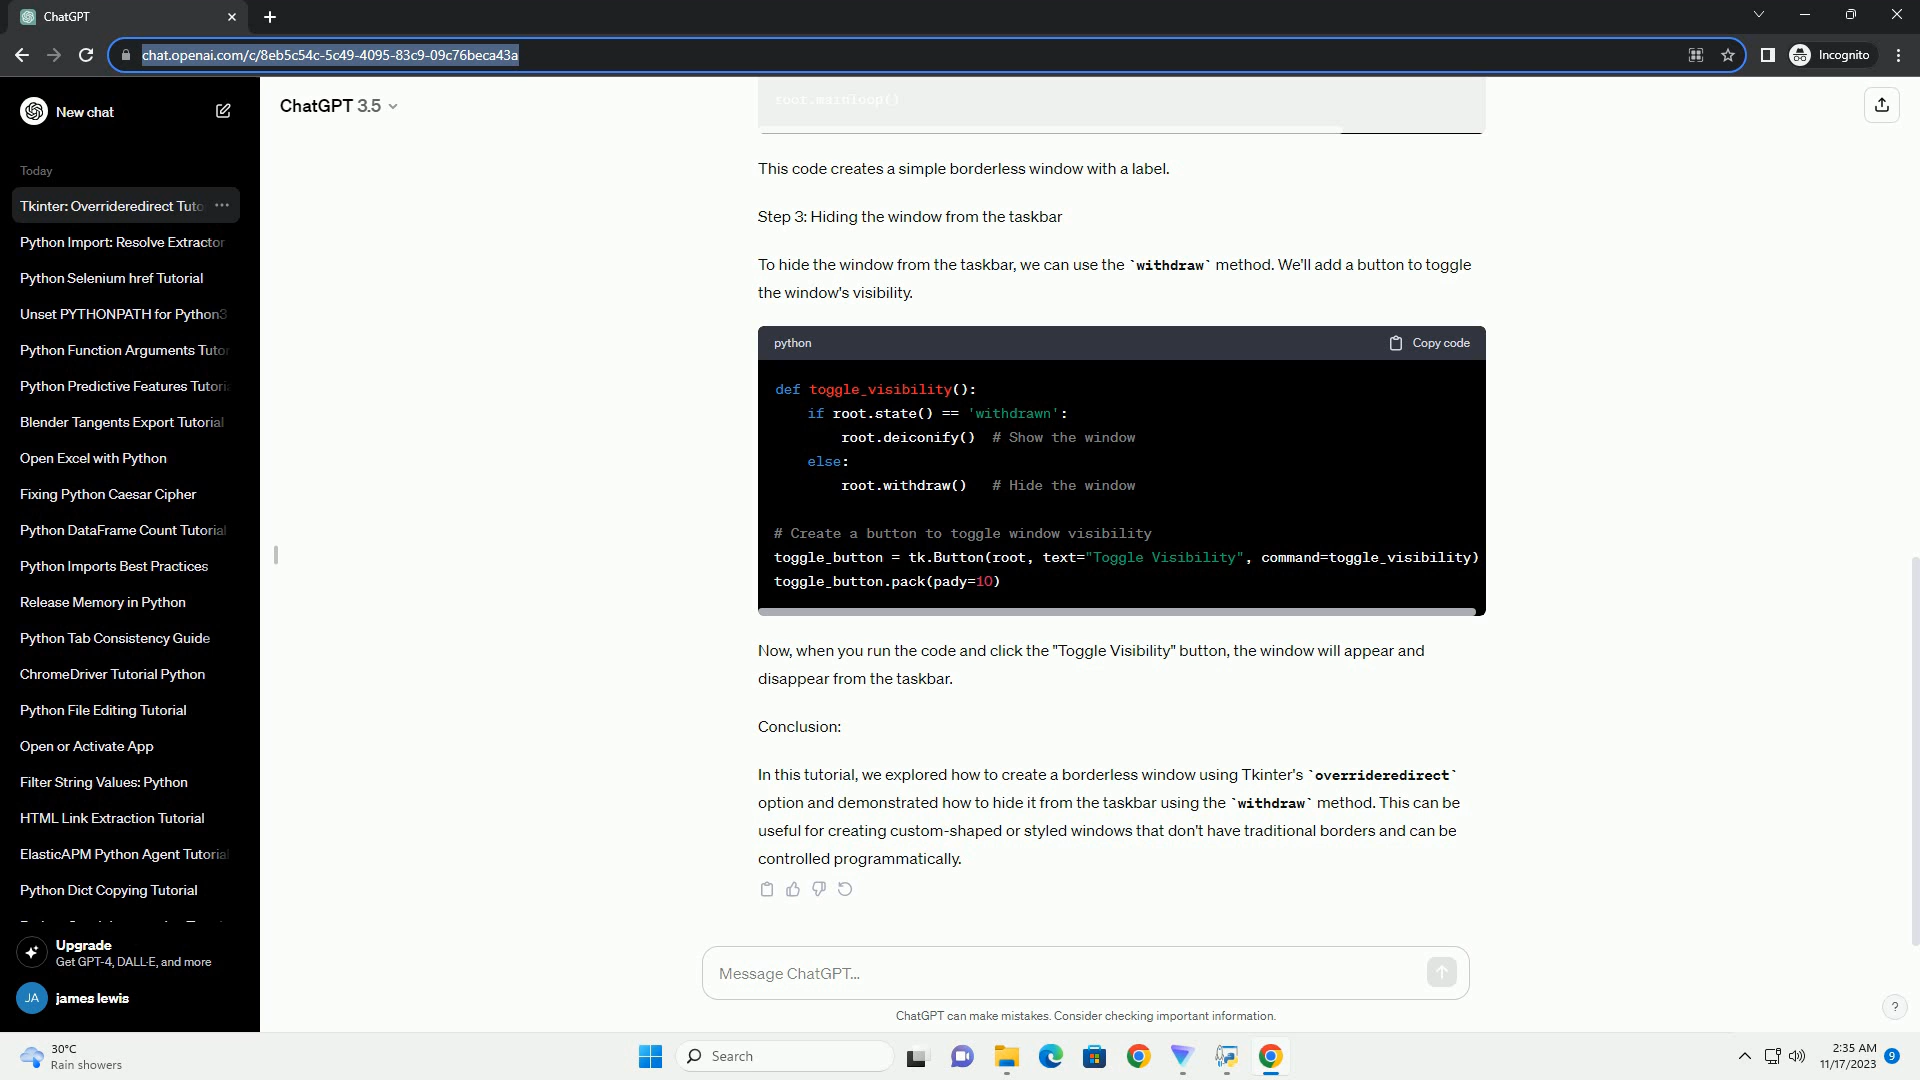 ChatGPT
chat.openai.com/c/8eb5c54c-5c49-4095-83c9-09c76beca43a
Incognito
New chat
ChatGPT 3.5
root.mainloop()
Today
Tkinter: Overrideredirect Tuto
Python Import: Resolve Extractor
Python Selenium href Tutorial
Unset PYTHONPATH for Python3
Python Function Arguments Tutor
Python Predictive Features Tutoria
Blender Tangents Export Tutorial
Open Excel with Python
Fixing Python Caesar Cipher
Python DataFrame Count Tutorial
Python Imports Best Practices
Release Memory in Python
Python Tab Consistency Guide
ChromeDriver Tutorial Python
Python File Editing Tutorial
Open or Activate App
Filter String Values: Python
HTML Link Extraction Tutorial
ElasticAPM Python Agent Tutorial
Python Dict Copying Tutorial
Upgrade
Get GPT-4, DALL·E, and more
JA
james lewis
This code creates a simple borderless window with a label.
Step 3: Hiding the window from the taskbar
To hide the window from the taskbar, we can use the `withdraw` method. We'll add a button to toggle
the window's visibility.
python
Copy code
def toggle_visibility():
    if root.state() == 'withdrawn':
        root.deiconify()  # Show the window
    else:
        root.withdraw()   # Hide the window
# Create a button to toggle window visibility
toggle_button = tk.Button(root, text="Toggle Visibility", command=toggle_visibility)
toggle_button.pack(pady=10)
Now, when you run the code and click the "Toggle Visibility" button, the window will appear and
disappear from the taskbar.
Conclusion:
In this tutorial, we explored how to create a borderless window using Tkinter's `overrideredirect`
option and demonstrated how to hide it from the taskbar using the `withdraw` method. This can be
useful for creating custom-shaped or styled windows that don't have traditional borders and can be
controlled programmatically.
Message ChatGPT...
ChatGPT can make mistakes. Consider checking important information.
?
30°C
Rain showers
Search
2:35 AM
11/17/2023
9